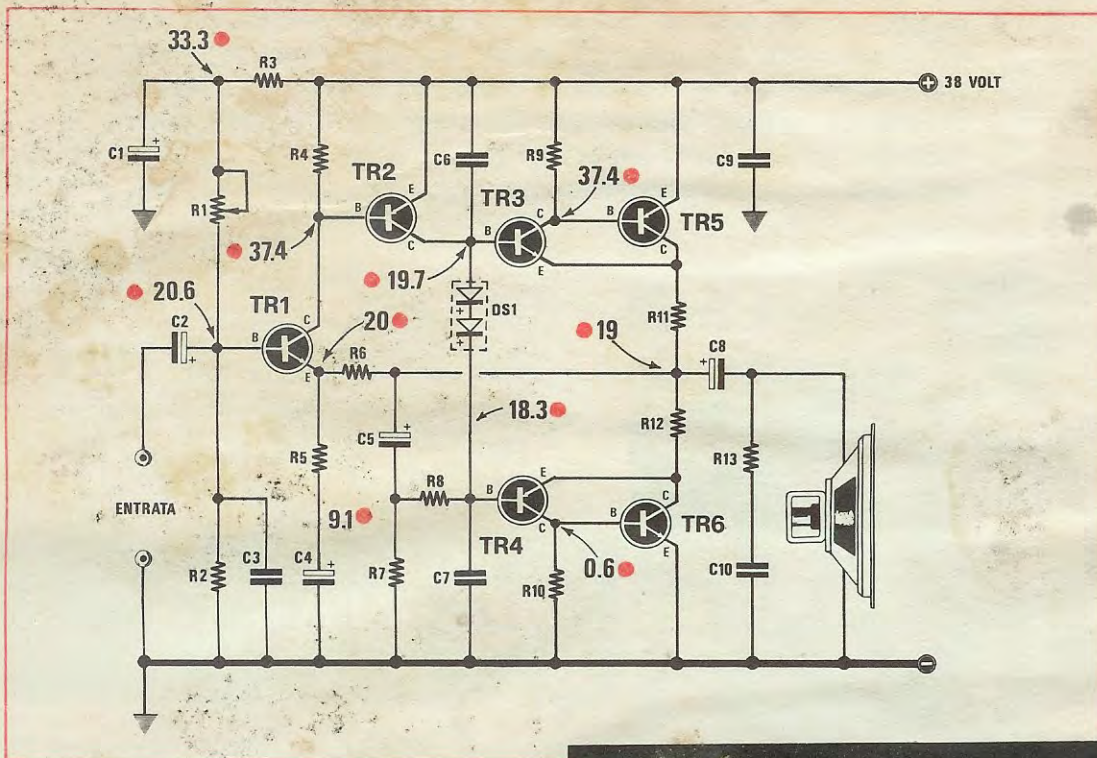 33.3
R3
38 VOLT
C1
R4
C6
R9
C9
TR2
TR3
37.4
TR5
R1
B
E
C
B
C
E
B
E
C
37.4
19.7
DS1
R11
20.6
TR1
20
19
C8
C2
B
C
E
R6
18.3
R12
R5
C5
R8
B
E
C
TR4
B
C
E
TR6
R13
ENTRATA
9.1
0.6
R2
C3
C4
R7
C7
R10
C10